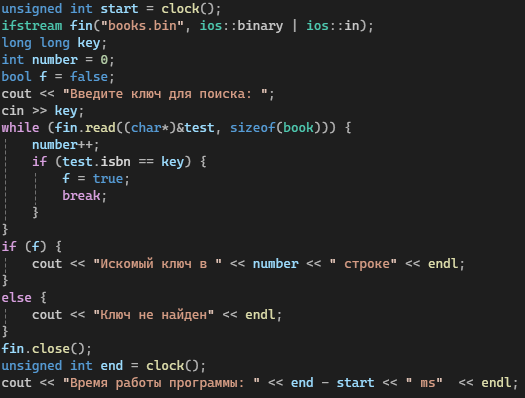 unsigned int start = clock();
ifstream fin("books.bin", ios::binary | ios::in);
long long key;
int number = 0;
bool f = false;
cout << "Введите ключ для поиска: ";
cin >> key;
while (fin.read((char*)&test, sizeof(book))) {
    number++;
    if (test.isbn == key) {
        f = true;
        break;
    }
}
if (f) {
    cout << "Искомый ключ в " << number << " строке" << endl;
}
else {
    cout << "Ключ не найден" << endl;
}
fin.close();
unsigned int end = clock();
cout << "Время работы программы: " << end - start << " ms"  << endl;